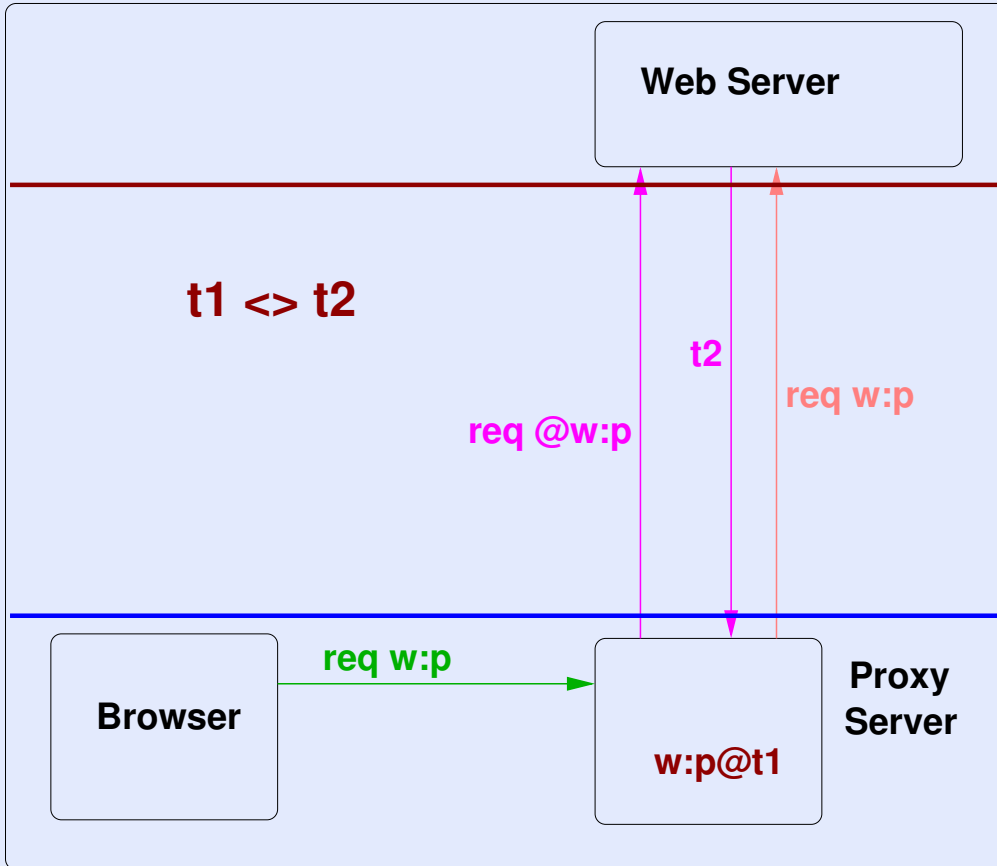 Web Server
t1 <> t2
t2
req w:p
req @w:p
req w:p
Browser
Proxy
Server
w:p@t1